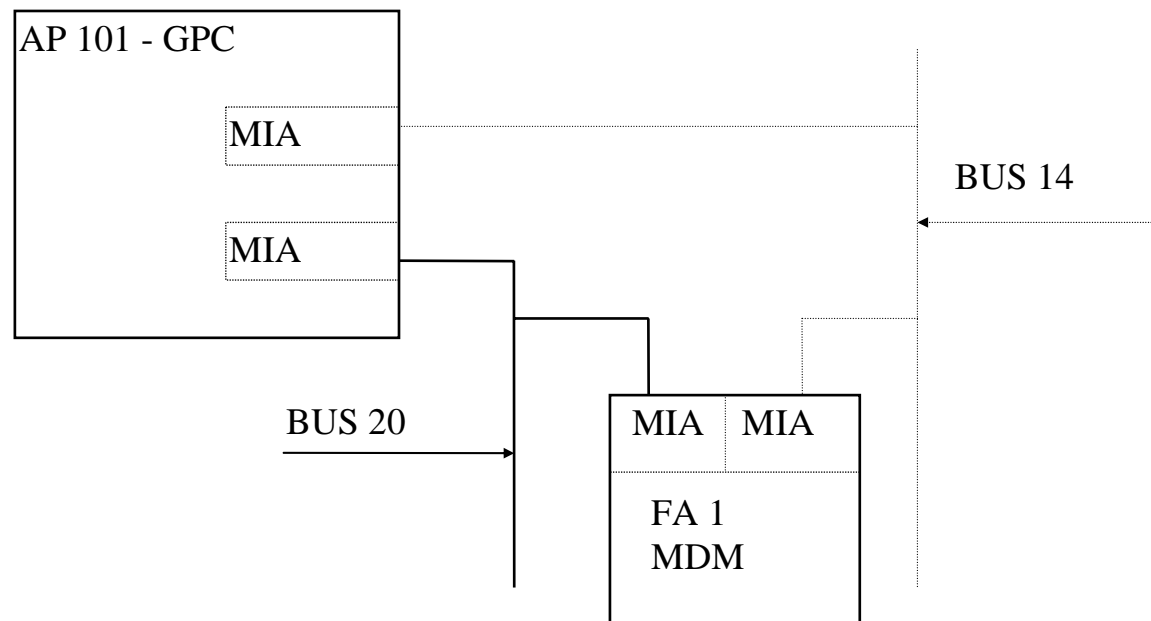 AP 101 - GPC
MIA
BUS 14
MIA
BUS 20
MIA MIA
FA 1
MDM